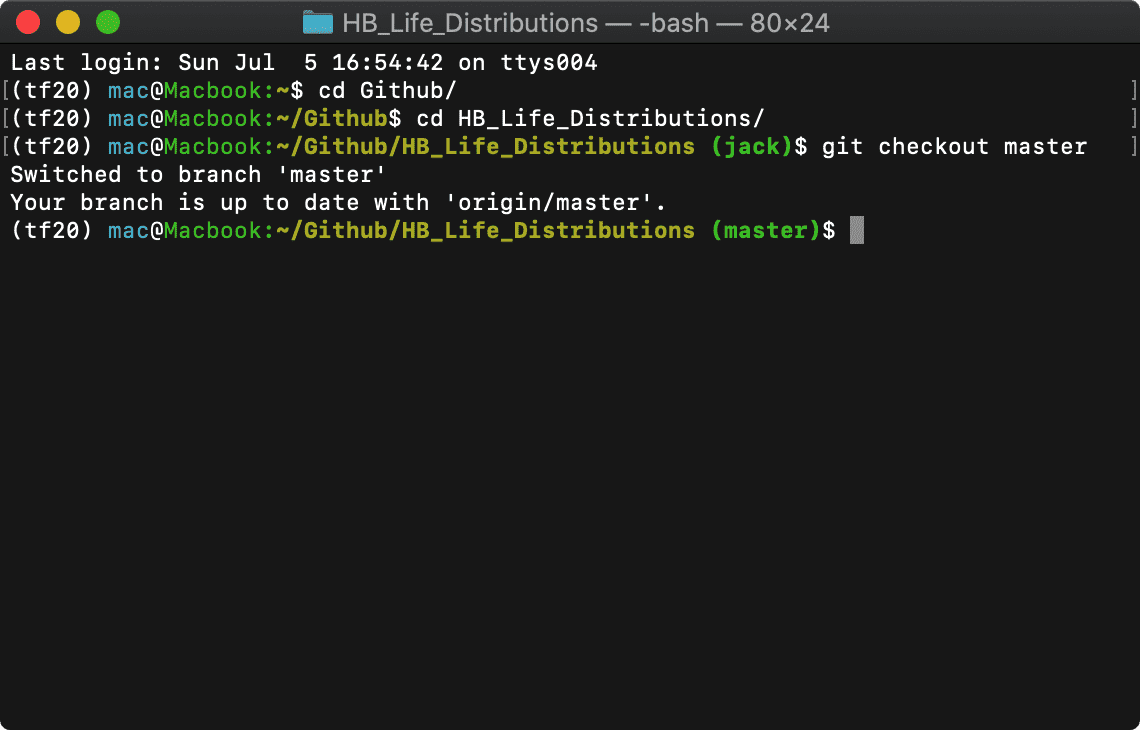 HB_Life_Distributions — -bash — 80×24
Last login: Sun Jul  5 16:54:42 on ttys004
[(tf20) mac@Macbook:~$ cd Github/ ]
[(tf20) mac@Macbook:~/Github$ cd HB_Life_Distributions/ ]
[(tf20) mac@Macbook:~/Github/HB_Life_Distributions (jack)$ git checkout master ]
Switched to branch 'master'
Your branch is up to date with 'origin/master'.
(tf20) mac@Macbook:~/Github/HB_Life_Distributions (master)$